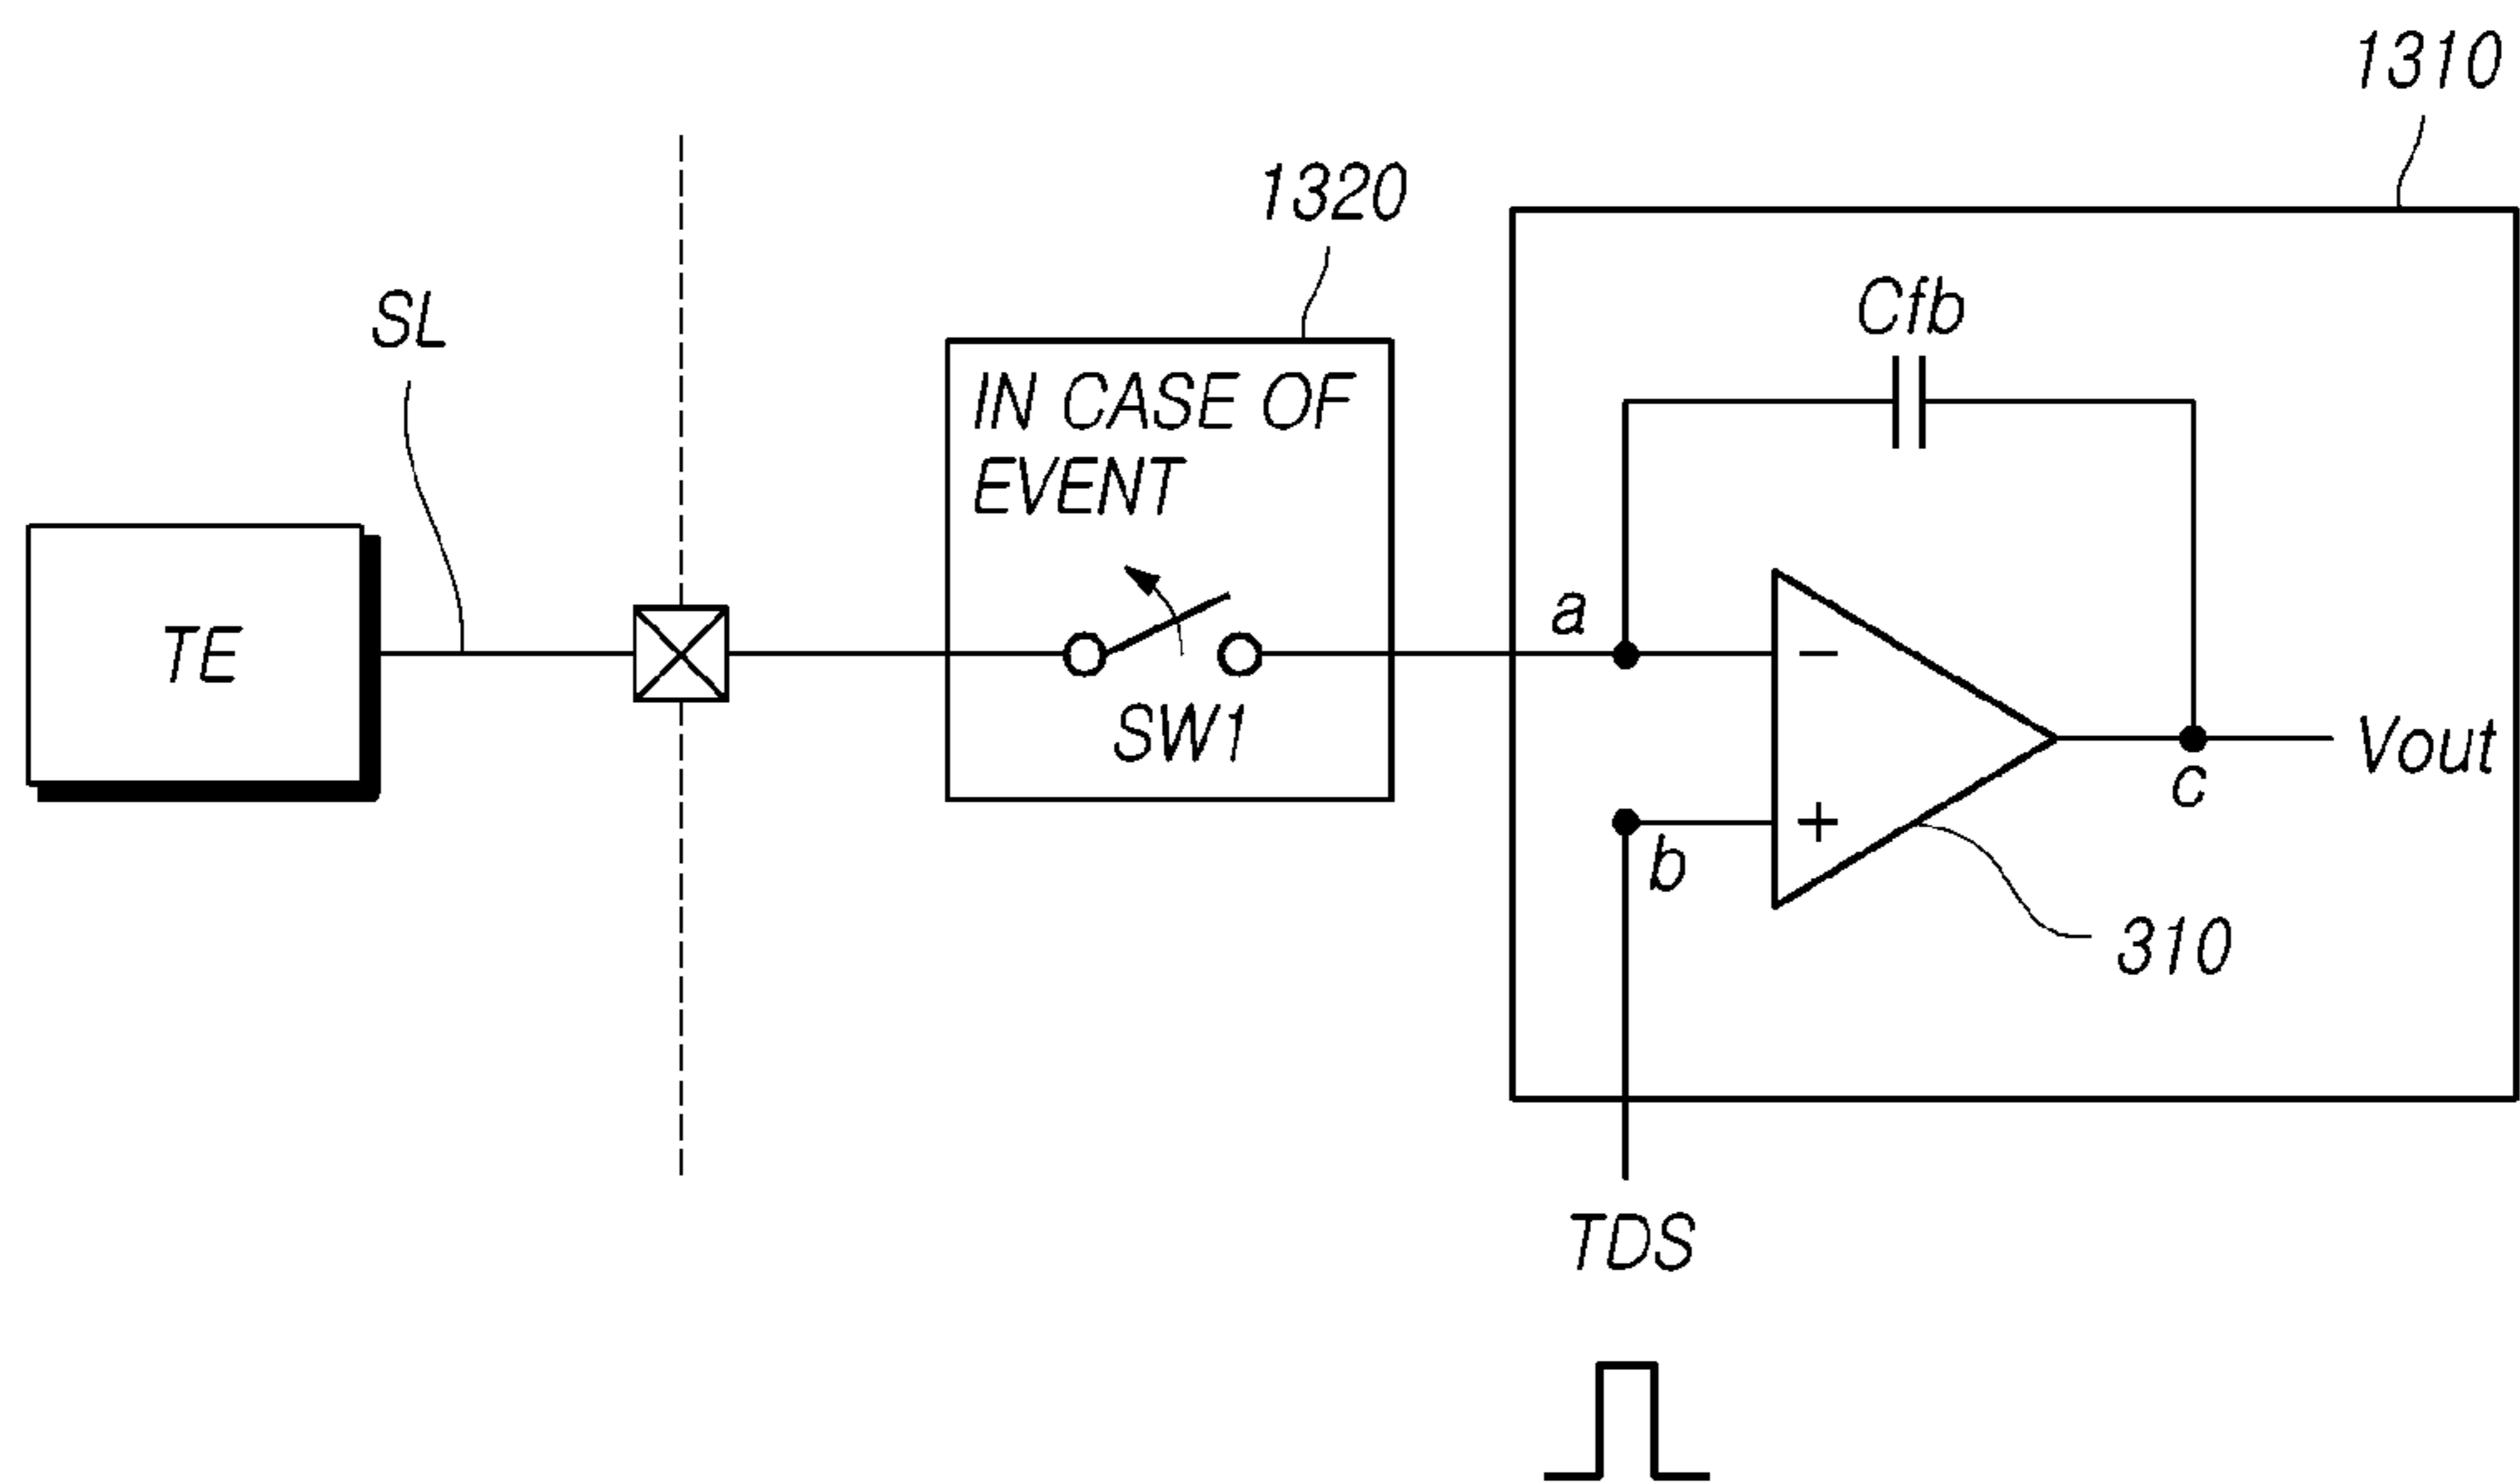 1310
1320
SL
Cfb
IN CASE OF
EVENT
TE
a
−
SW1
Vout
c
+
b
310
TDS